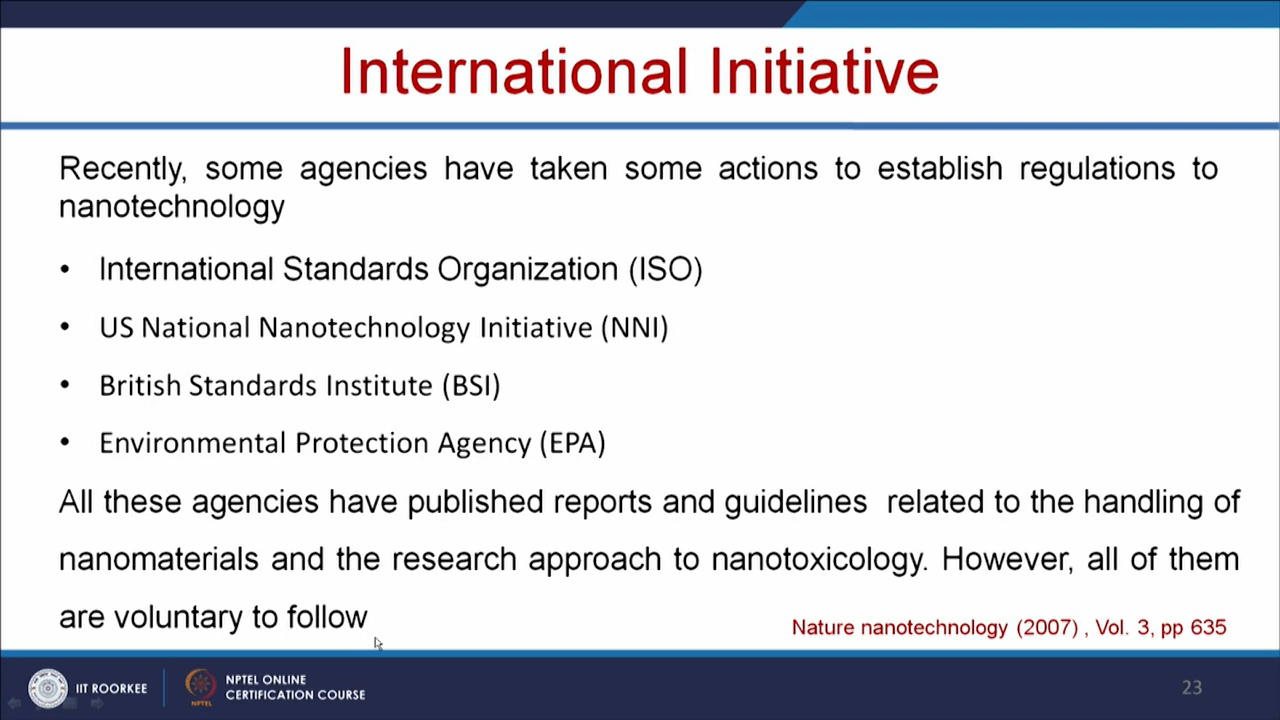 International Initiative
Recently, some agencies have taken some actions to establish regulations to
nanotechnology
• International Standards Organization (ISO)
• US National Nanotechnology Initiative (NNI)
• British Standards Institute (BSI)
• Environmental Protection Agency (EPA)
All these agencies have published reports and guidelines related to the handling of
nanomaterials and the research approach to nanotoxicology. However, all of them
are voluntary to follow
Nature nanotechnology (2007) , Vol. 3, pp 635
IIT ROORKEE
NPTEL
NPTEL ONLINE
CERTIFICATION COURSE
23